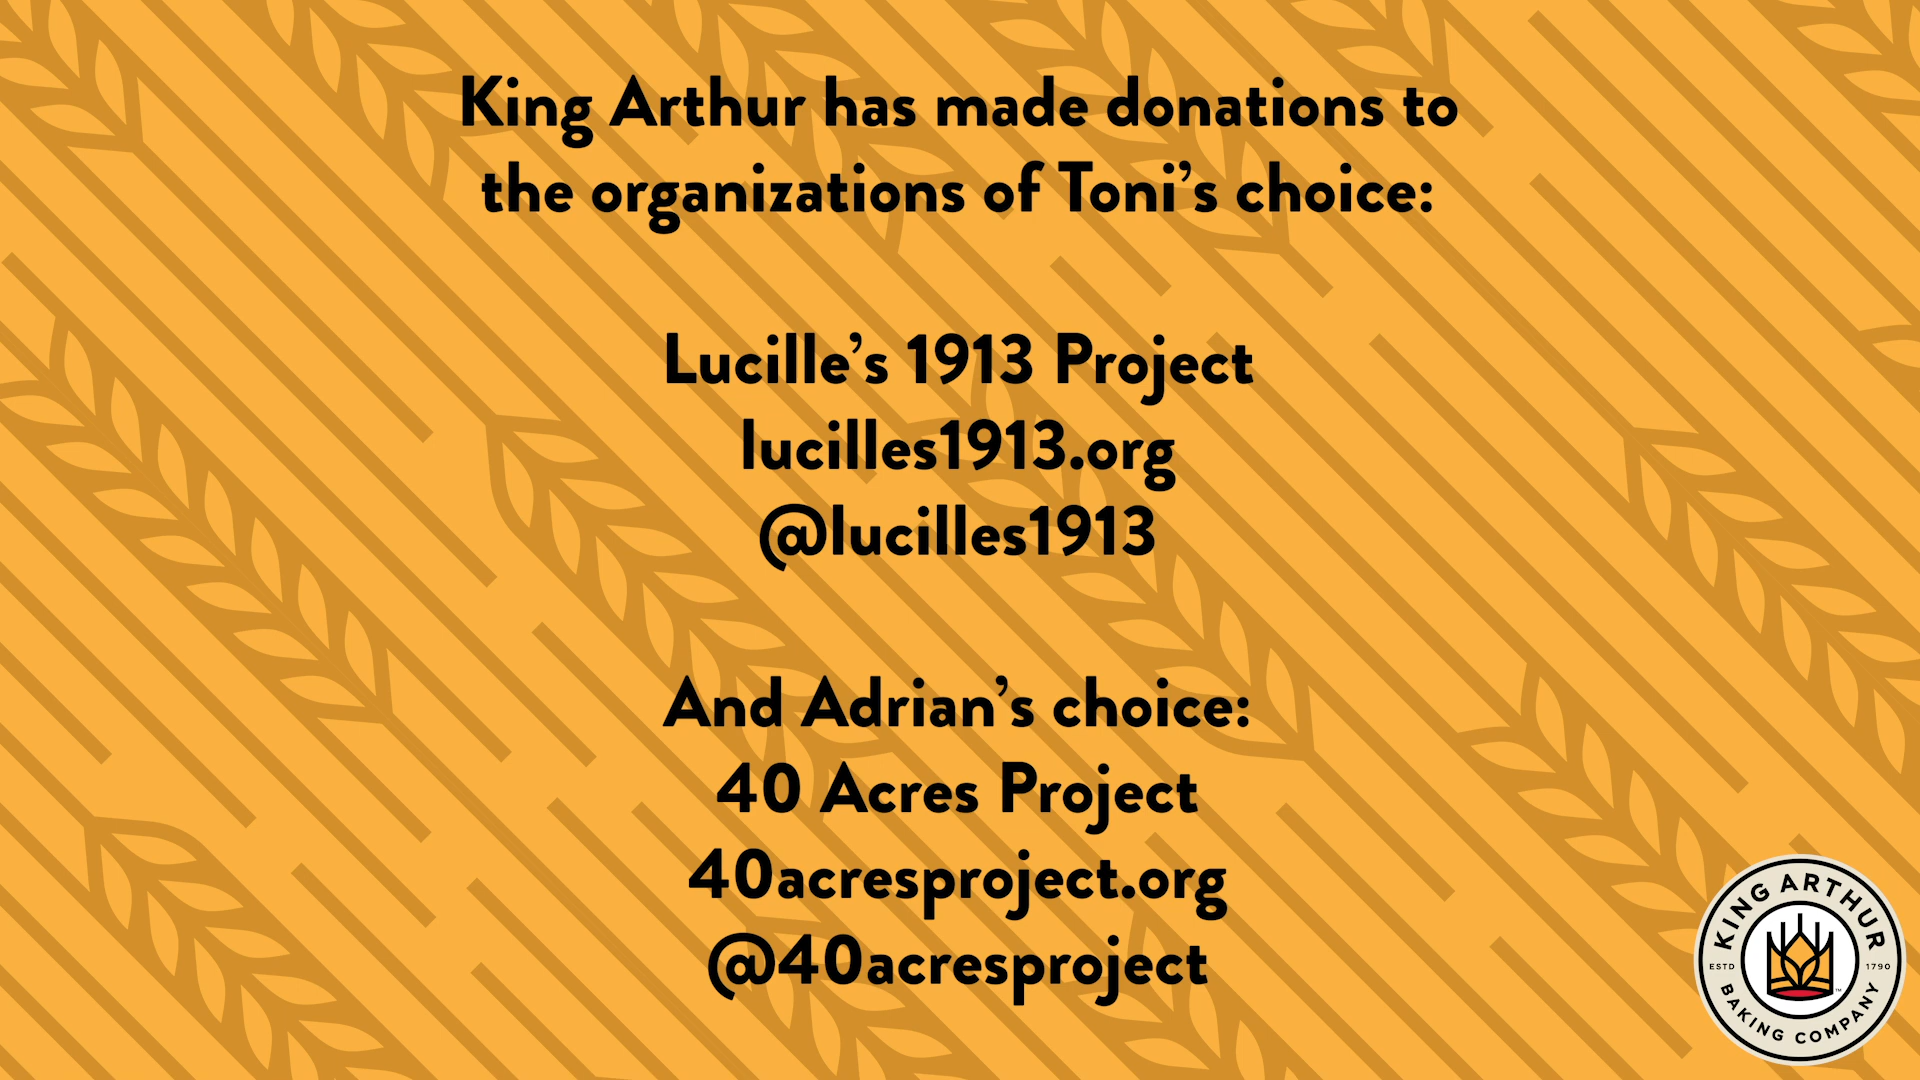 King Arthur has made donations to
the organizations of Toni’s choice:
Lucille’s 1913 Project
lucilles1913.org
@lucilles1913
And Adrian’s choice:
40 Acres Project
40acresproject.org
@40acresproject
KING ARTHUR
ESTD 1790
BAKING COMPANY
™